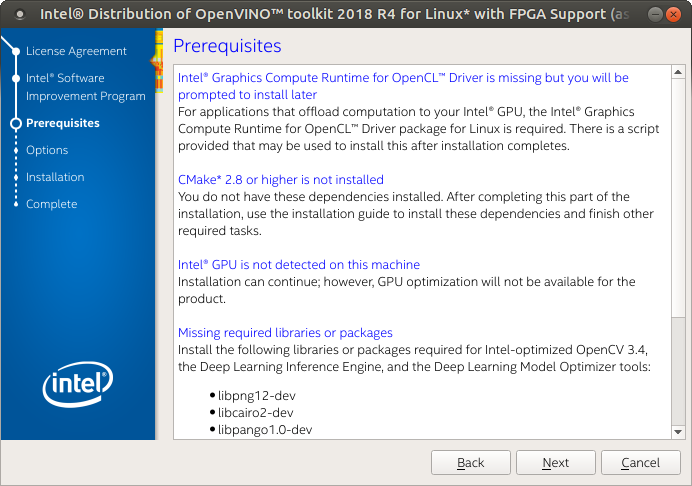 Intel® Distribution of OpenVINO™ toolkit 2018 R4 for Linux* with FPGA Support (as
License Agreement
Intel® Software
Improvement Program
Prerequisites
Options
Installation
Complete
intel®
Prerequisites
Intel® Graphics Compute Runtime for OpenCL™ Driver is missing but you will be
prompted to install later
For applications that offload computation to your Intel® GPU, the Intel® Graphics
Compute Runtime for OpenCL™ Driver package for Linux is required. There is a script
provided that may be used to install this after installation completes.
CMake* 2.8 or higher is not installed
You do not have these dependencies installed. After completing this part of the
installation, use the installation guide to install these dependencies and finish other
required tasks.
Intel® GPU is not detected on this machine
Installation can continue; however, GPU optimization will not be available for the
product.
Missing required libraries or packages
Install the following libraries or packages required for Intel-optimized OpenCV 3.4,
the Deep Learning Inference Engine, and the Deep Learning Model Optimizer tools:
• libpng12-dev
• libcairo2-dev
• libpango1.0-dev
Back
Next
Cancel